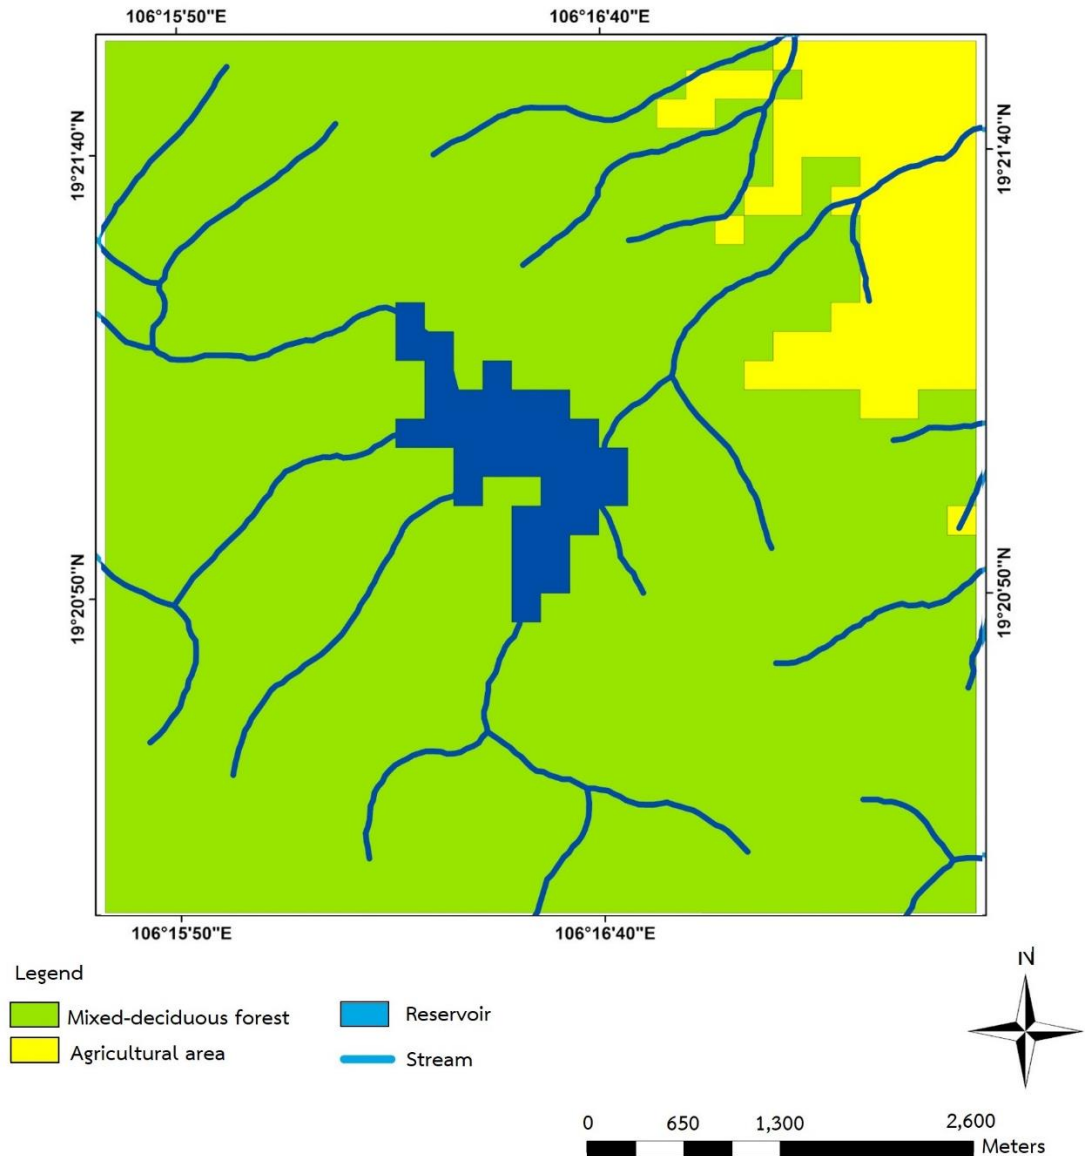 106°15'50"E 106°16'40"E
19°21'40"N 19°21'40"N
19°20'50"N 19°20'50"N
106°15'50"E 106°16'40"E
Legend
Mixed-deciduous forest
Agricultural area
Reservoir
Stream
N
0 650 1,300 2,600
Meters